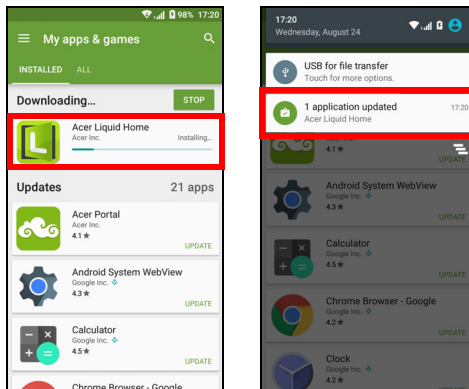 98% 17:20
My apps & games
INSTALLED ALL
Downloading... STOP
Acer Liquid Home
Acer Inc. Installing..
Updates 21 apps
Acer Portal
Acer Inc.
4.1 ★
UPDATE
Android System WebView
Google Inc.
4.3 ★
UPDATE
Calculator
Google Inc.
4.5 ★
UPDATE
Chrome Browser - Google
17:20
Wednesday, August 24
USB for file transfer
Touch for more options.
1 application updated 17:20
Acer Liquid Home
4.1 ★
UPDATE
Android System WebView
Google Inc.
4.3 ★
UPDATE
Calculator
Google Inc.
4.5 ★
UPDATE
Chrome Browser - Google
Google Inc.
4.2 ★
UPDATE
Clock
Google Inc.
4.2 ★
UPDATE